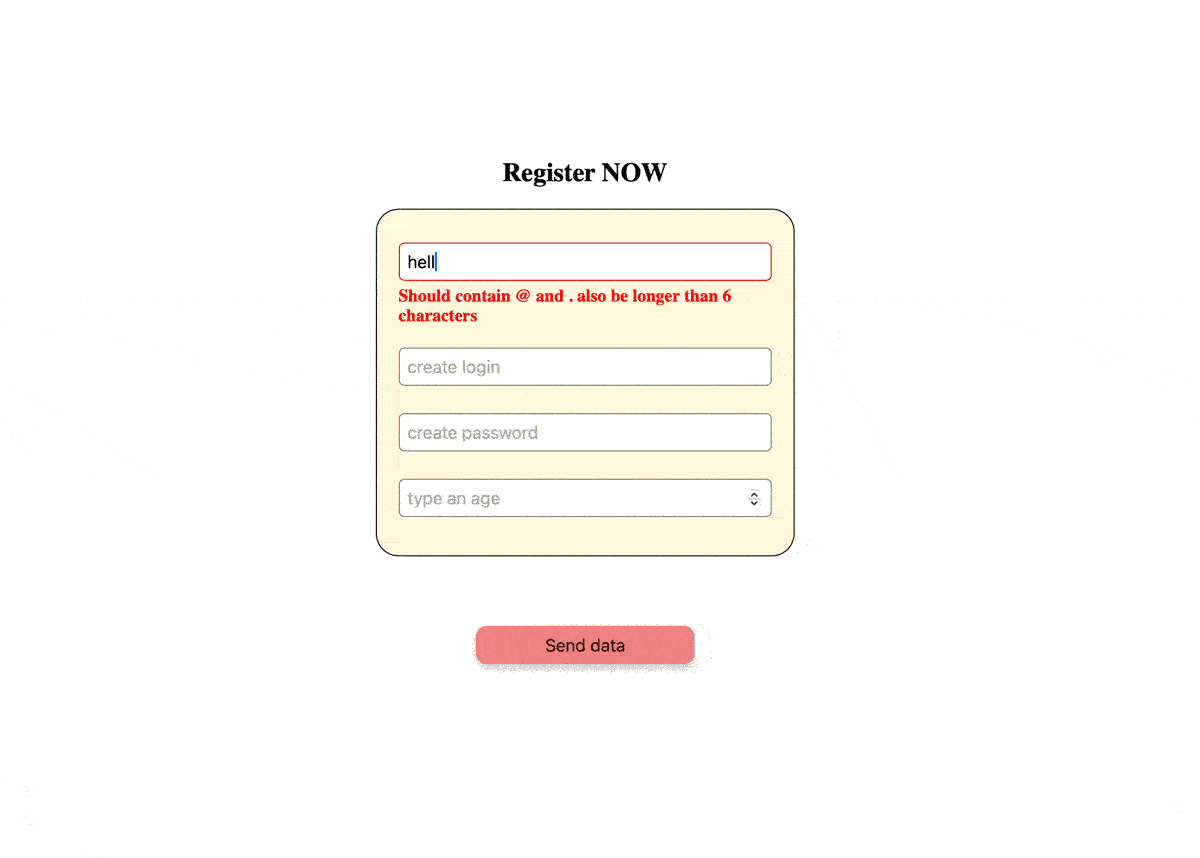 Register NOW
hell
Should contain @ and . also be longer than 6
characters
create login
create password
type an age
Send data